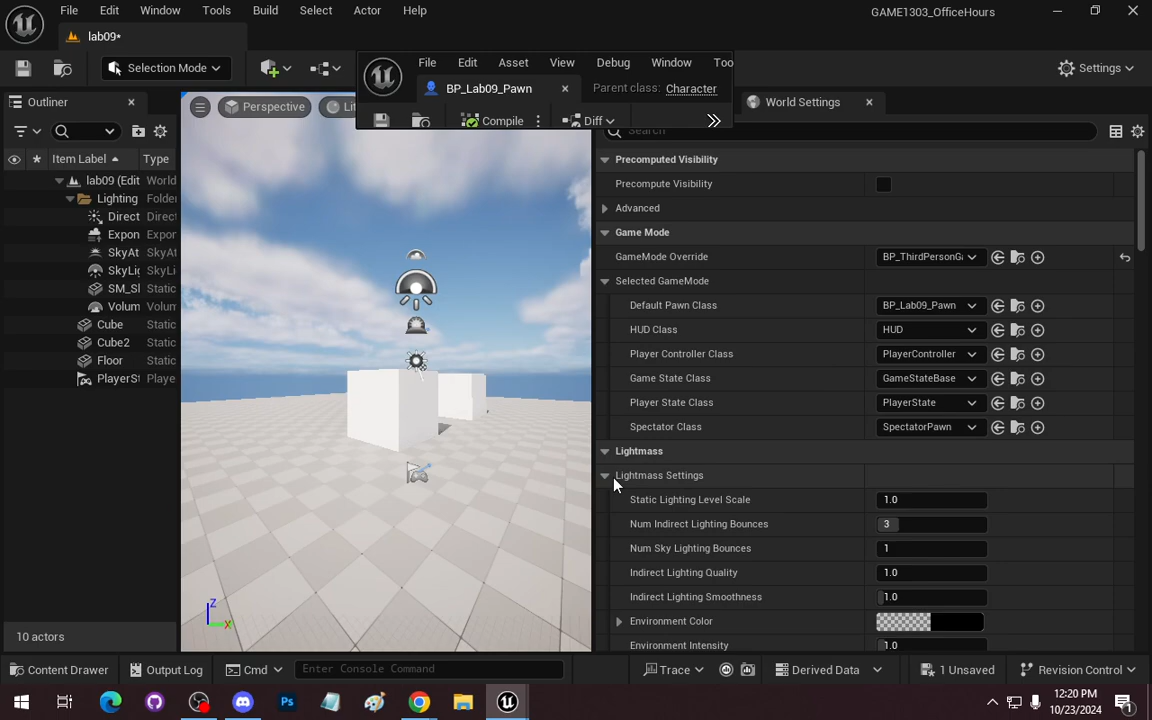 File Edit Window Tools Build Select Actor Help
GAME1303_OfficeHours
lab09*
Selection Mode
Settings
File Edit Asset View Debug Window Too
BP_Lab09_Pawn
Parent class: Character
Compile
Diff
Outliner
World Settings
Search
Item Label Type
lab09 (Edit World
Lighting Folder
Direct Direct
Expon Expor
SkyAt SkyAt
SkyLig SkyLi
SM_Sl Static
Volum Volum
Cube Static
Cube2 Static
Floor Static
PlayerSt Playe
10 actors
Perspective
Lit
Z
X
Precomputed Visibility
Precompute Visibility
Advanced
Game Mode
GameMode Override BP_ThirdPersonGa
Selected GameMode
Default Pawn Class BP_Lab09_Pawn
HUD Class HUD
Player Controller Class PlayerController
Game State Class GameStateBase
Player State Class PlayerState
Spectator Class SpectatorPawn
Lightmass
Lightmass Settings
Static Lighting Level Scale 1.0
Num Indirect Lighting Bounces 3
Num Sky Lighting Bounces 1
Indirect Lighting Quality 1.0
Indirect Lighting Smoothness 1.0
Environment Color
Environment Intensity 1.0
Content Drawer Output Log Cmd Enter Console Command Trace Derived Data 1 Unsaved Revision Control
Ps
12:20 PM
10/23/2024
1